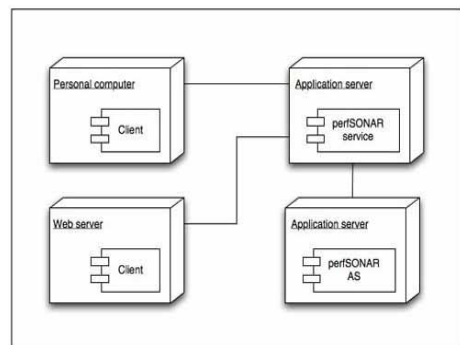 Personal computer
Client
Application server
perfSONAR
service
Web server
Client
Application server
perfSONAR
AS